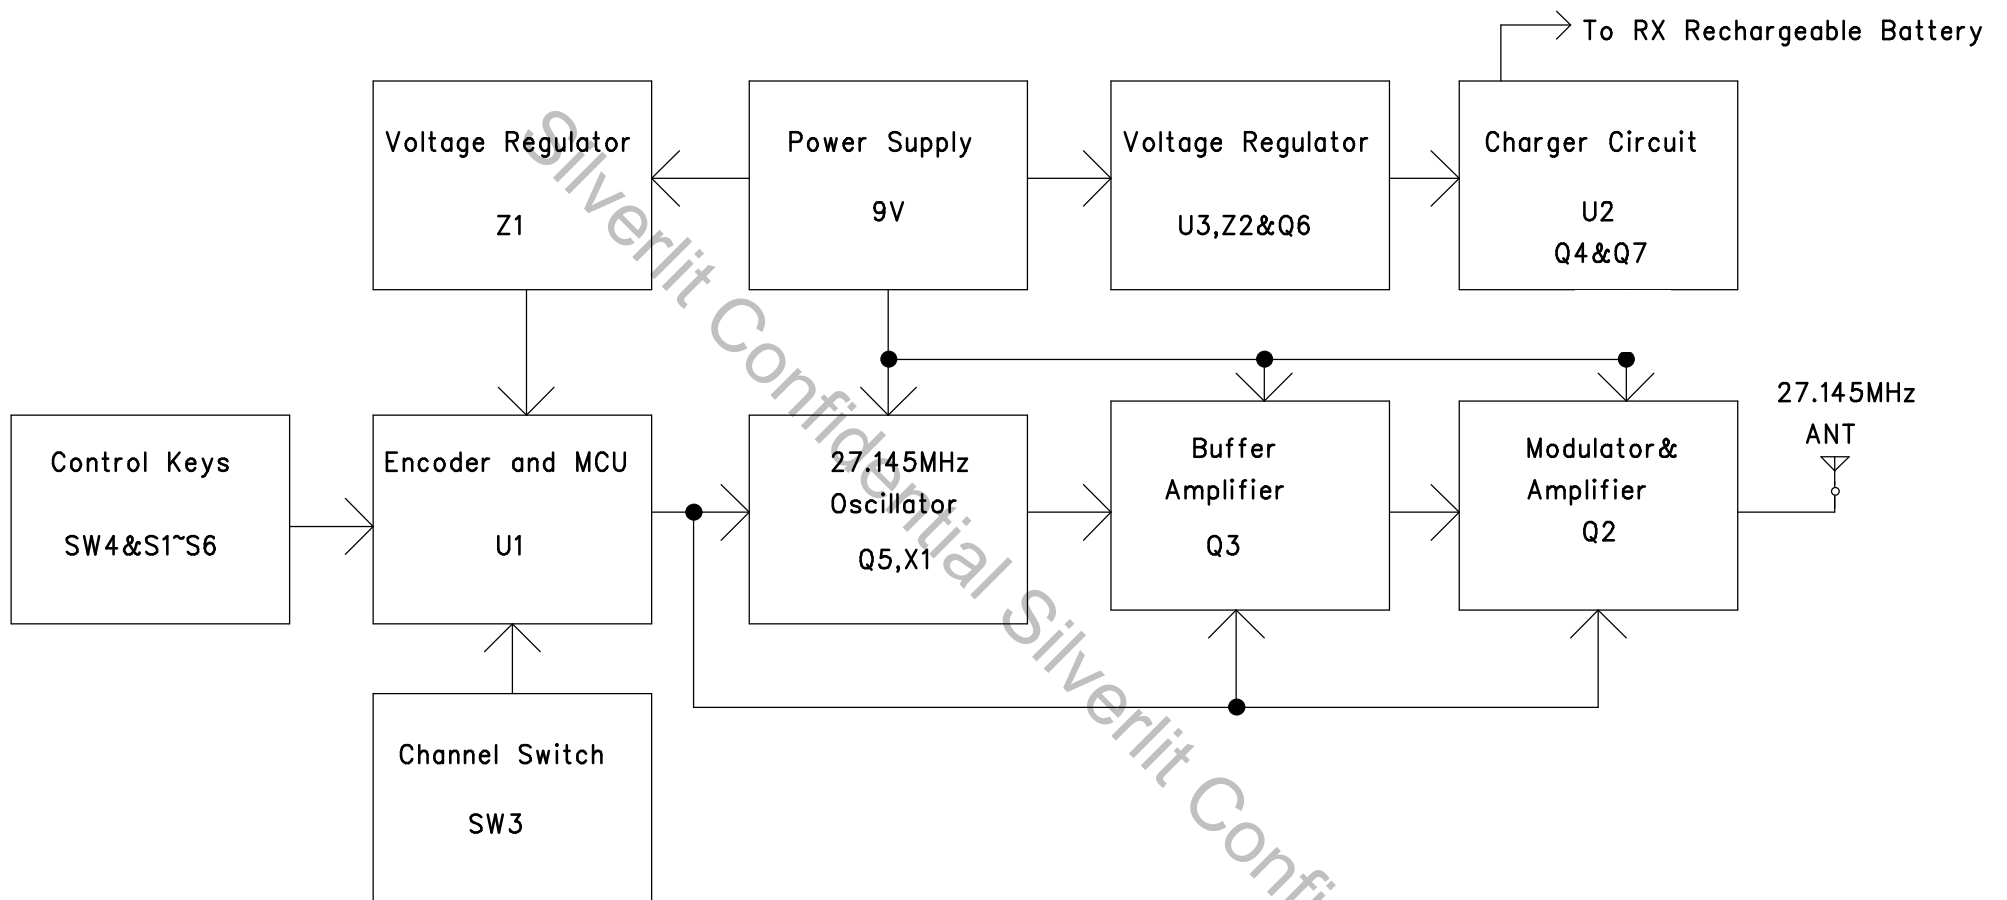 To RX Rechargeable Battery
Voltage Regulator
Z1
Power Supply
9V
Voltage Regulator
U3,Z2&Q6
Charger Circuit
U2
Q4&Q7
Control Keys
SW4&S1~S6
Encoder and MCU
U1
27.145MHz
Oscillator
Q5,X1
Buffer
Amplifier
Q3
Modulator&
Amplifier
Q2
27.145MHz
ANT
Channel Switch
SW3
Silverlit Confidential Silverlit Confi